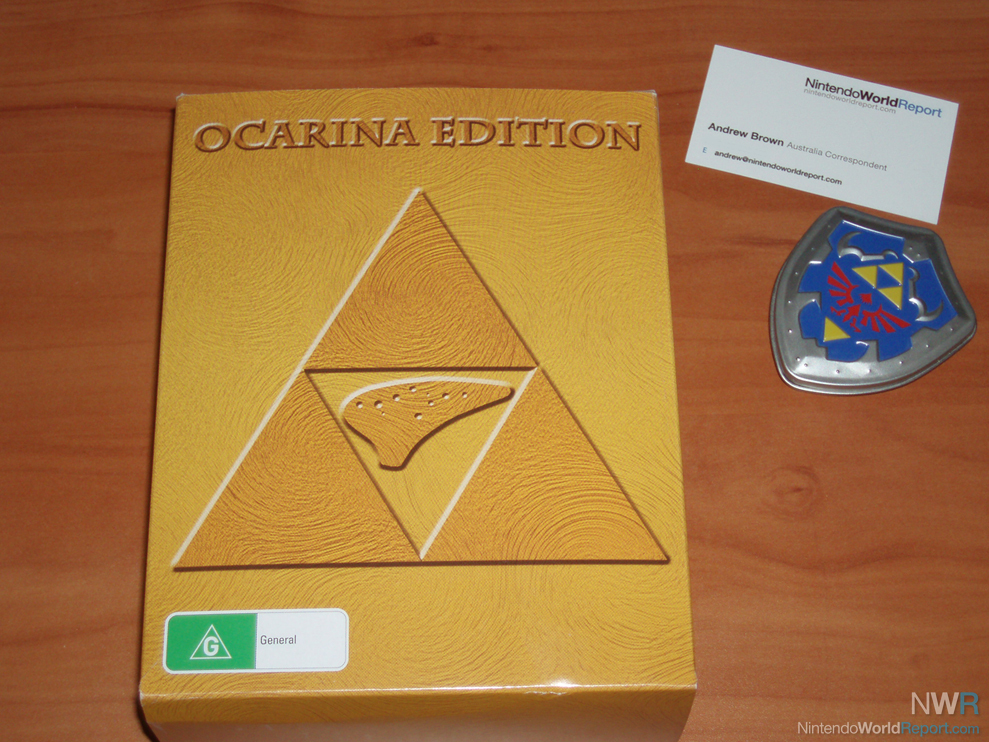 OCARINA EDITION
NintendoWorldReport
nintendoworldreport.com
Andrew Brown Australia Correspondent
E andrew@nintendoworldreport.com
G General
NWR
NintendoWorldReport.com